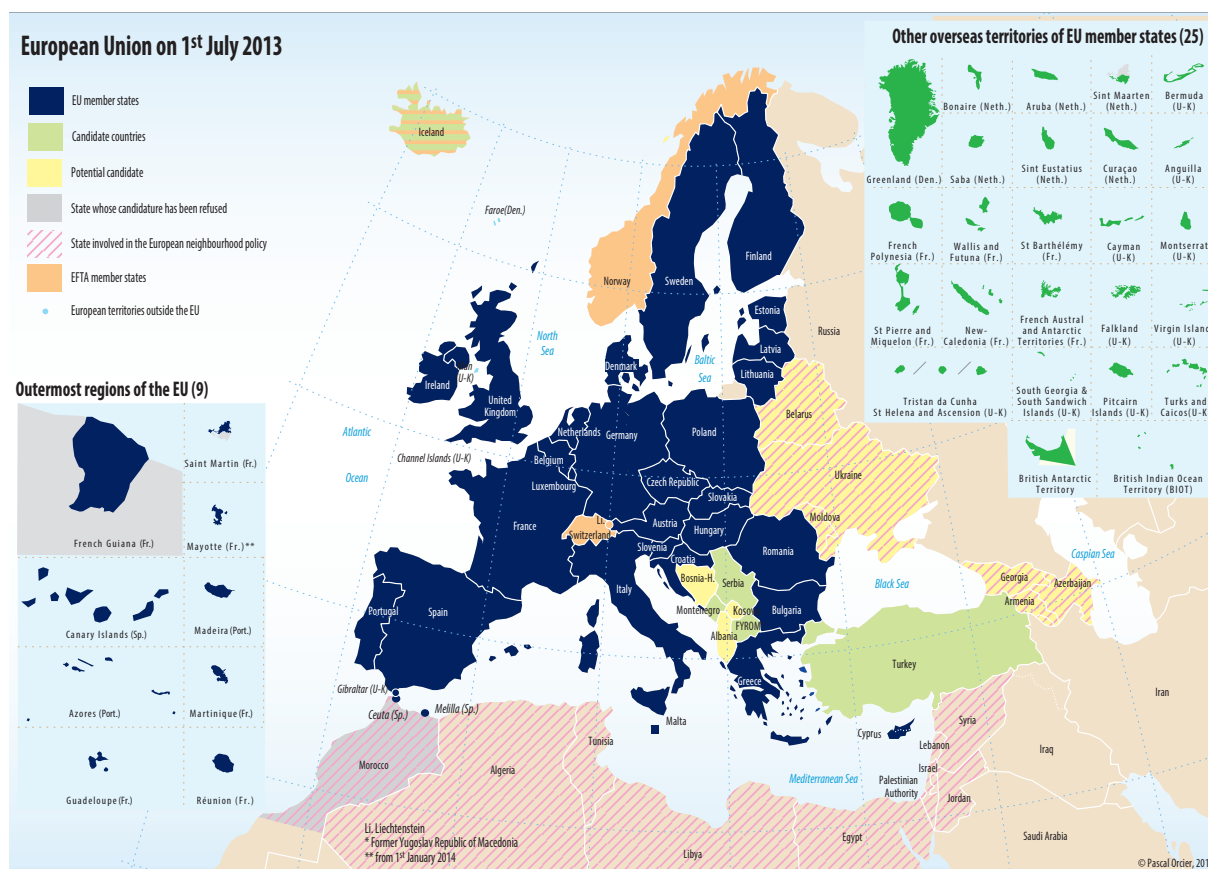 European Union on 1st July 2013
EU member states
Candidate countries
Potential candidate
State whose candidature has been refused
State involved in the European neighbourhood policy
EFTA member states
European territories outside the EU
Outermost regions of the EU (9)
French Guiana (Fr.)
Saint Martin (Fr.)
Mayotte (Fr.)**
Canary Islands (Sp.)
Madeira (Port.)
Azores (Port.)
Martinique (Fr.)
Guadeloupe (Fr.)
Réunion (Fr.)
Other overseas territories of EU member states (25)
Greenland (Den.)
Bonaire (Neth.)
Aruba (Neth.)
Sint Maarten
(Neth.)
Bermuda
(U-K)
Saba (Neth.)
Sint Eustatius
(Neth.)
Curaçao
(Neth.)
Anguilla
(U-K)
French
Polynesia (Fr.)
Wallis and
Futuna (Fr.)
St Barthélémy
(Fr.)
Cayman
(U-K)
Montserrat
(U-K)
St Pierre and
Miquelon (Fr.)
New-
Caledonia (Fr.)
French Austral
and Antarctic
Territories (Fr.)
Falkland
(U-K)
Virgin
(U-K)
Tristan da Cunha
St Helena and Ascension (U-K)
South Georgia &
South Sandwich
Islands (U-K)
Pitcairn
Islands (U-K)
Turks and
Caicos(U-K)
British Antarctic
Territory
British Indian Ocean
Territory (BIOT)
Iceland
Faroe(Den.)
Norway
Sweden
Finland
Russia
Estonia
Latvia
Lithuania
North
Sea
Baltic
Sea
Denmark
Ireland
(U-K)
United
Kingdom
Atlantic
Ocean
Channel Islands (U-K)
Netherlands
Belgium
Luxembourg
Germany
Poland
Belarus
Ukraine
Moldova
Czech Republic
Slovakia
France
Li.
Switzerland
Austria
Hungary
Slovenia
Croatia
Romania
Bosnia-H.
Serbia
Montenegro
FYROM
Albania
Bulgaria
Italy
Greece
Portugal
Spain
Gibraltar (U-K)
Ceuta (Sp.)
Melilla (Sp.)
Malta
Cyprus
Black Sea
Caspian Sea
Georgia
Armenia
Azerbaijan
Turkey
Iran
Iraq
Syria
Lebanon
Israel
Palestinian
Authority
Jordan
Saudi Arabia
Mediterranean Sea
Morocco
Algeria
Tunisia
Libya
Egypt
Li. Liechtenstein
* Former Yugoslav Republic of Macedonia
** from 1st January 2014
© Pascal Orcier,